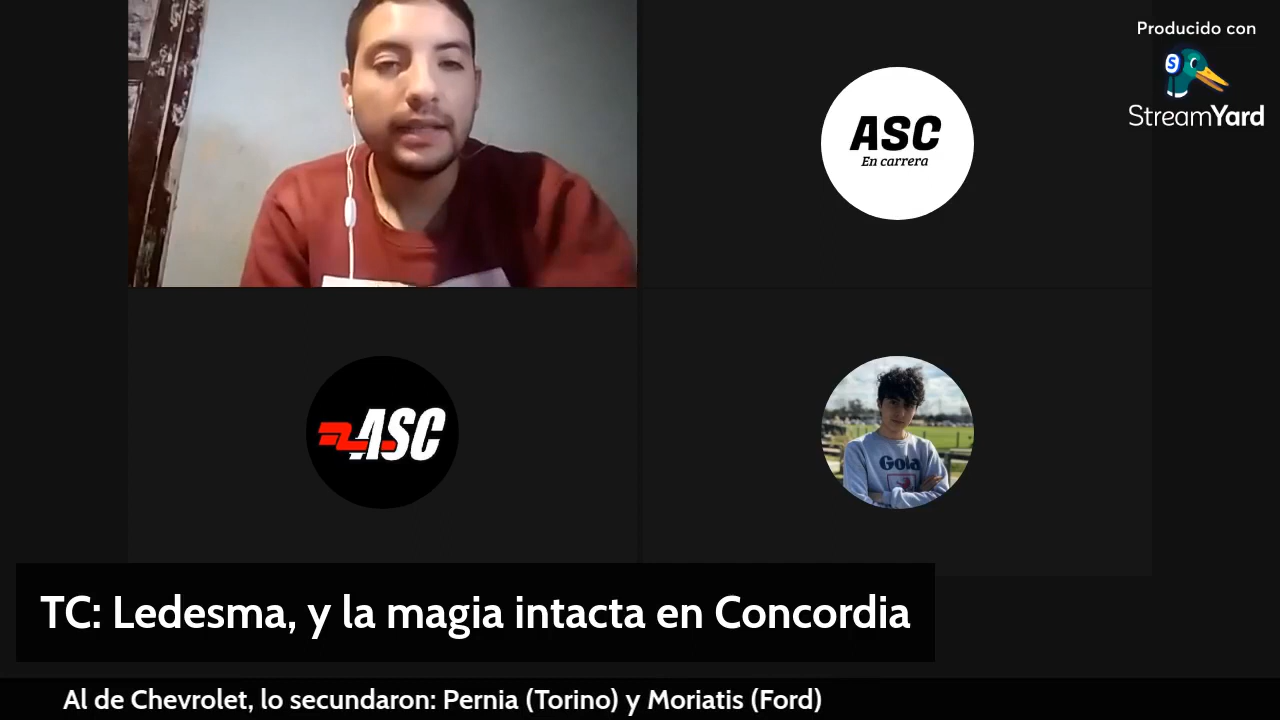 Producido con
StreamYard
ASC
En carrera
ASC
Gola
TC: Ledesma, y la magia intacta en Concordia
Al de Chevrolet, lo secundaron: Pernia (Torino) y Moriatis (Ford)